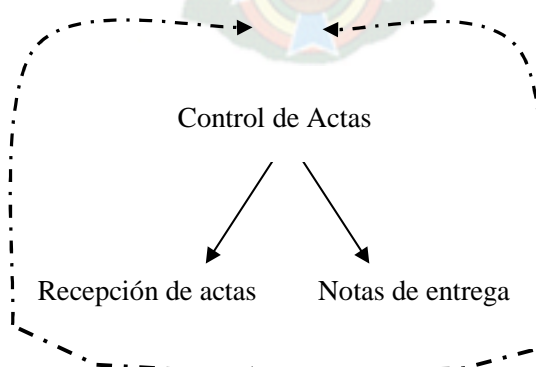 Control de Actas
Recepción de actas Notas de entrega